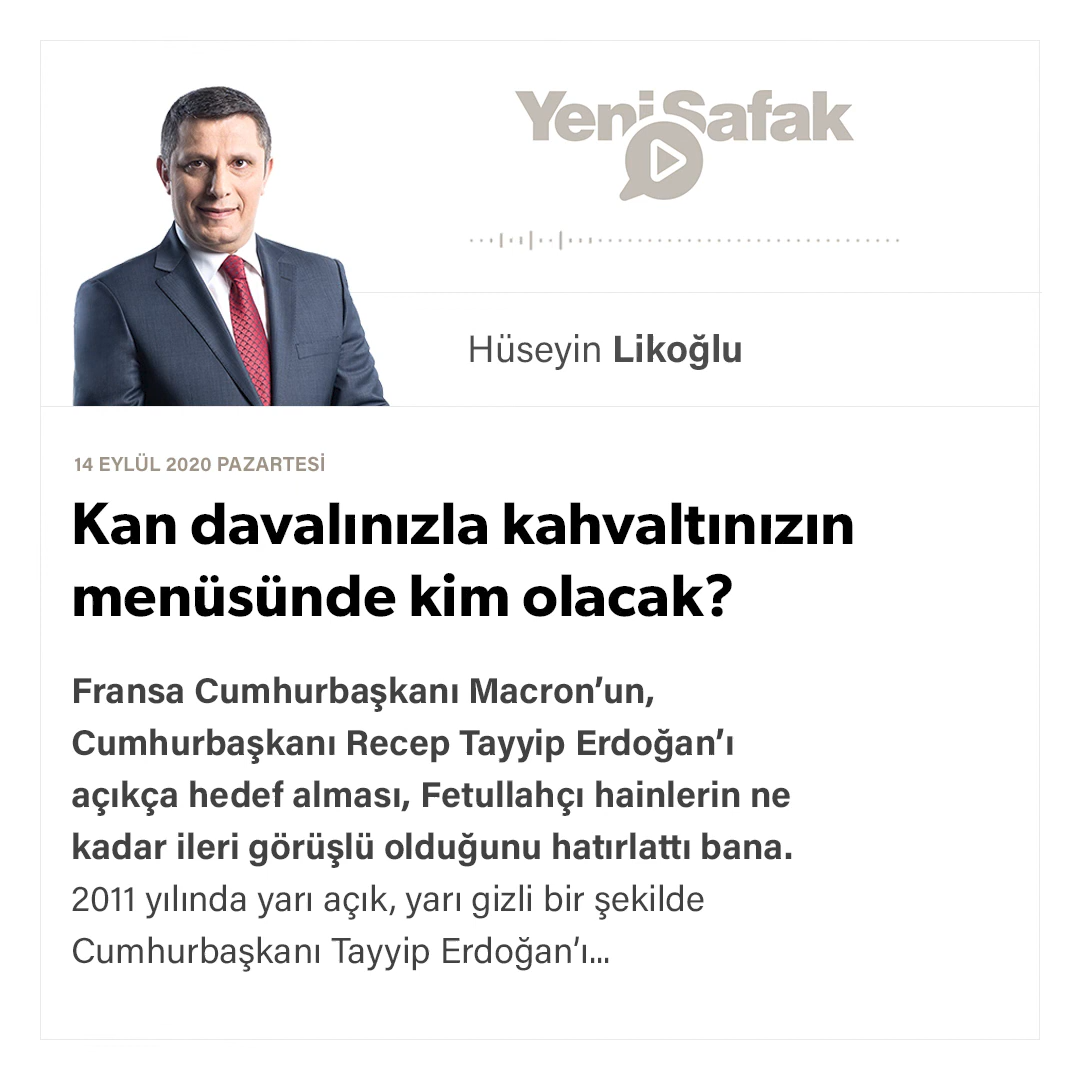 YeniŞafak
Hüseyin Likoğlu
14 EYLÜL 2020 PAZARTESİ
Kan davalınızla kahvaltınızın
menüsünde kim olacak?
Fransa Cumhurbaşkanı Macron’un,
Cumhurbaşkanı Recep Tayyip Erdoğan’ı
açıkça hedef alması, Fetullahçı hainlerin ne
kadar ileri görüşlü olduğunu hatırlattı bana.
2011 yılında yarı açık, yarı gizli bir şekilde
Cumhurbaşkanı Tayyip Erdoğan’ı...